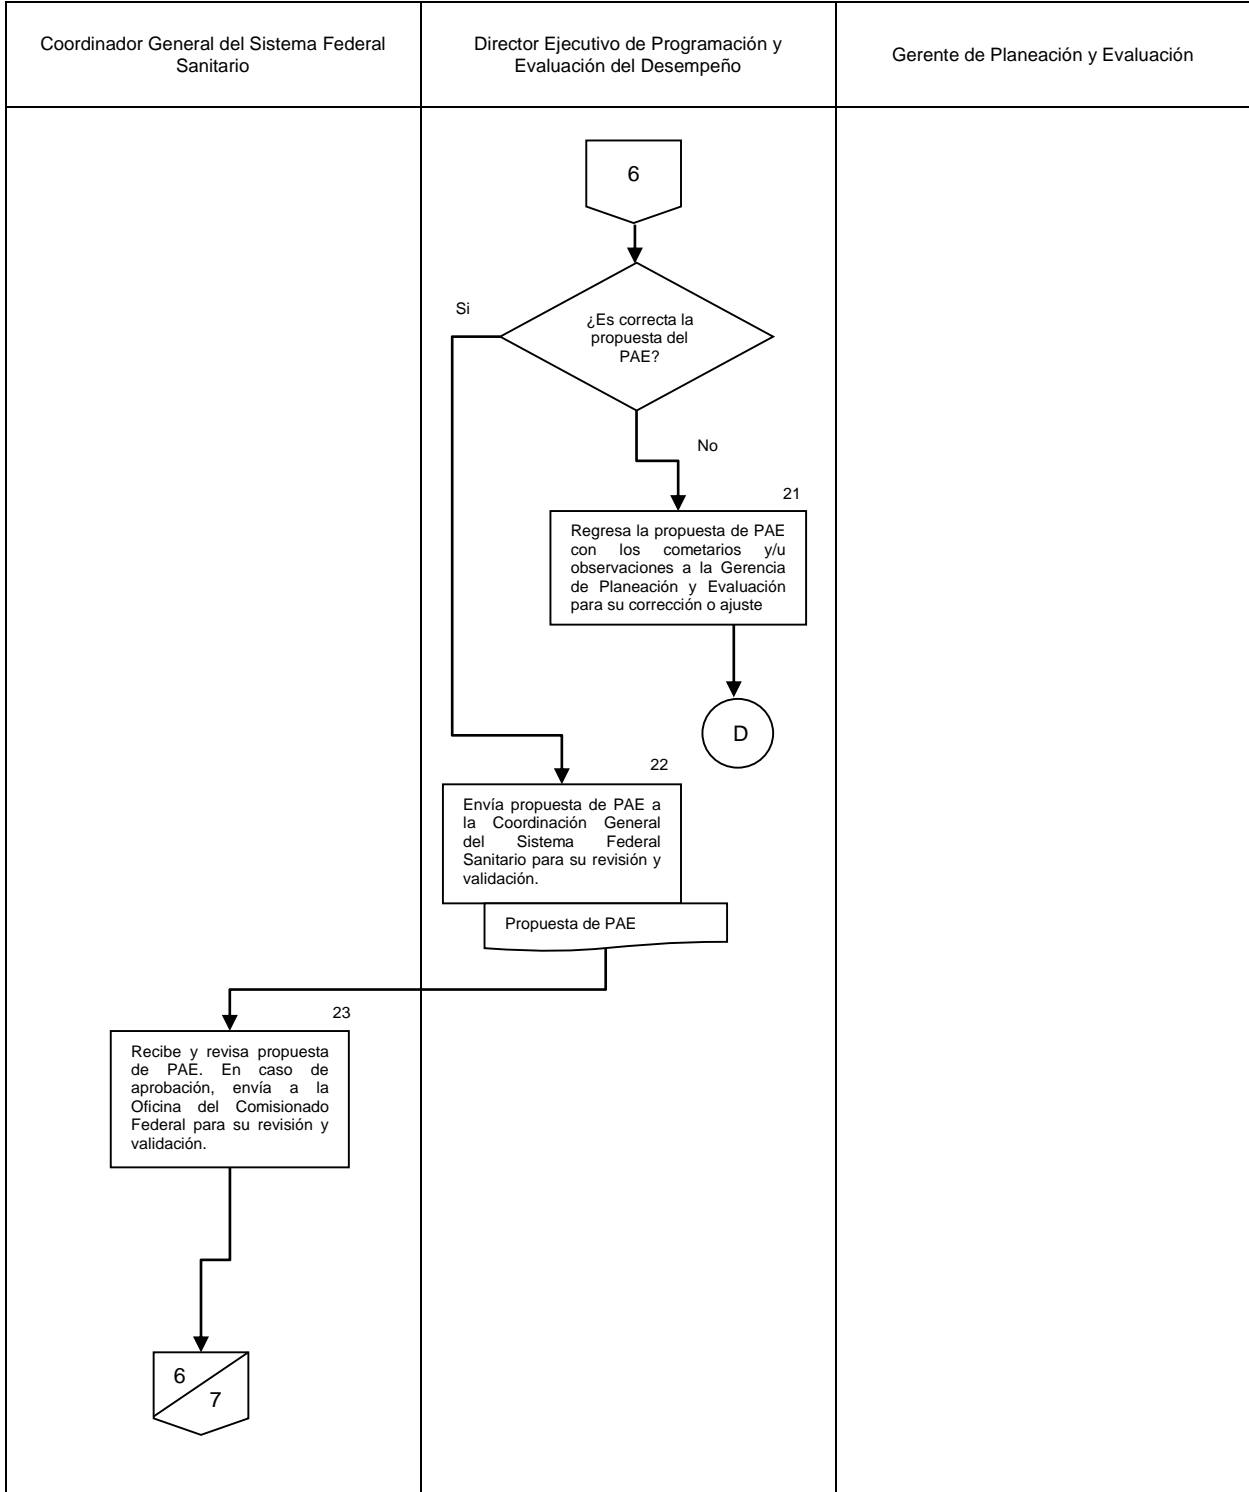 Coordinador General del Sistema Federal
Sanitario
Director Ejecutivo de Programación y
Evaluación del Desempeño
Gerente de Planeación y Evaluación
6
Si
¿Es correcta la
propuesta del
PAE?
No
21
Regresa la propuesta de PAE
con los cometarios y/u
observaciones a la Gerencia
de Planeación y Evaluación
para su corrección o ajuste
D
22
Envía propuesta de PAE a
la Coordinación General
del Sistema Federal
Sanitario para su revisión y
validación.
Propuesta de PAE
23
Recibe y revisa propuesta
de PAE. En caso de
aprobación, envía a la
Oficina del Comisionado
Federal para su revisión y
validación.
6
7